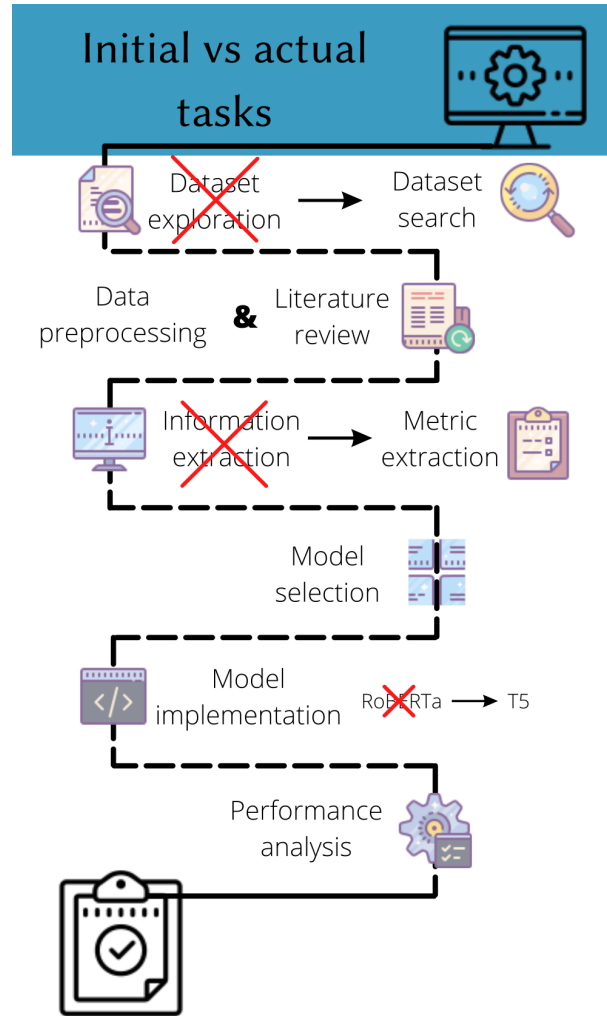 Initial vs actual
tasks
Dataset
exploration
Dataset
search
Data
preprocessing
&
Literature
review
Information
extraction
Metric
extraction
Model
selection
</>
Model
implementation
RoBERTa
T5
Performance
analysis